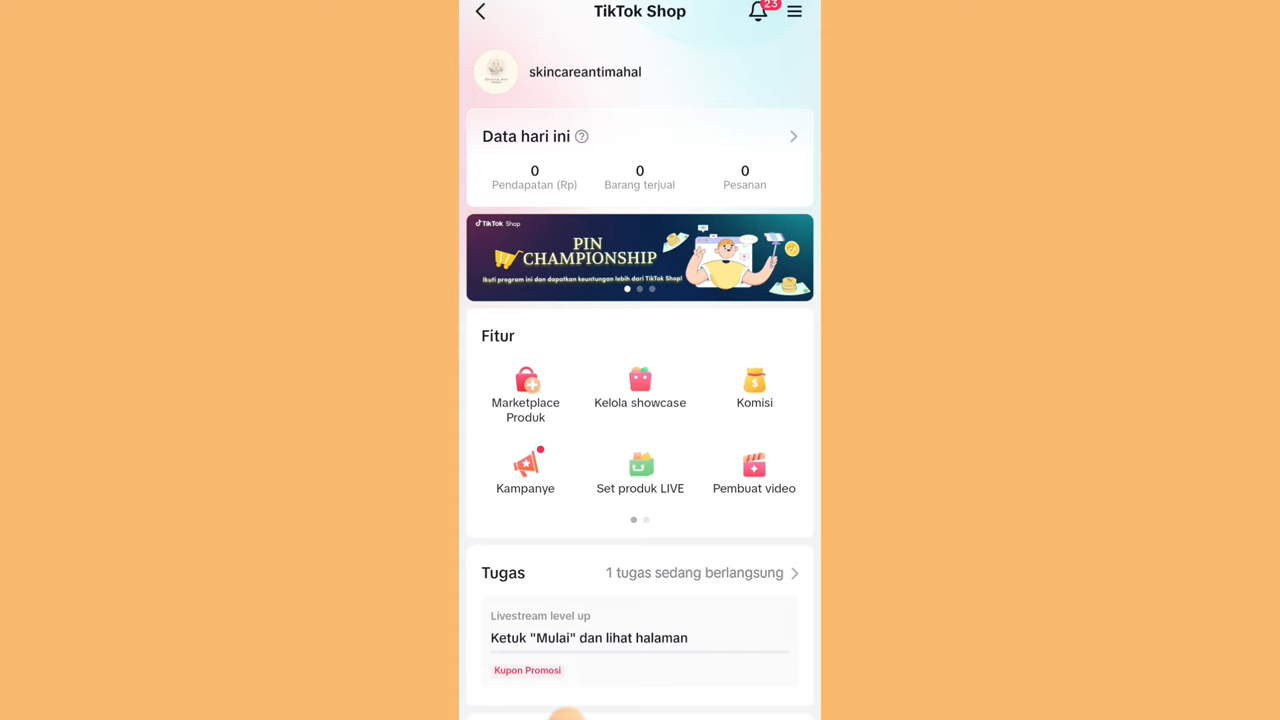 TikTok Shop
23
skincareantimahal
Data hari ini
0
0
0
Pendapatan (Rp)
Barang terjual
Pesanan
TikTok Shop
PIN
CHAMPIONSHIP
Ikuti program ini dan dapatkan keuntungan lebih dari TikTok Shop!
Fitur
Marketplace
Produk
Kelola showcase
Komisi
Kampanye
Set produk LIVE
Pembuat video
Tugas
1 tugas sedang berlangsung
Livestream level up
Ketuk "Mulai" dan lihat halaman
Kupon Promosi